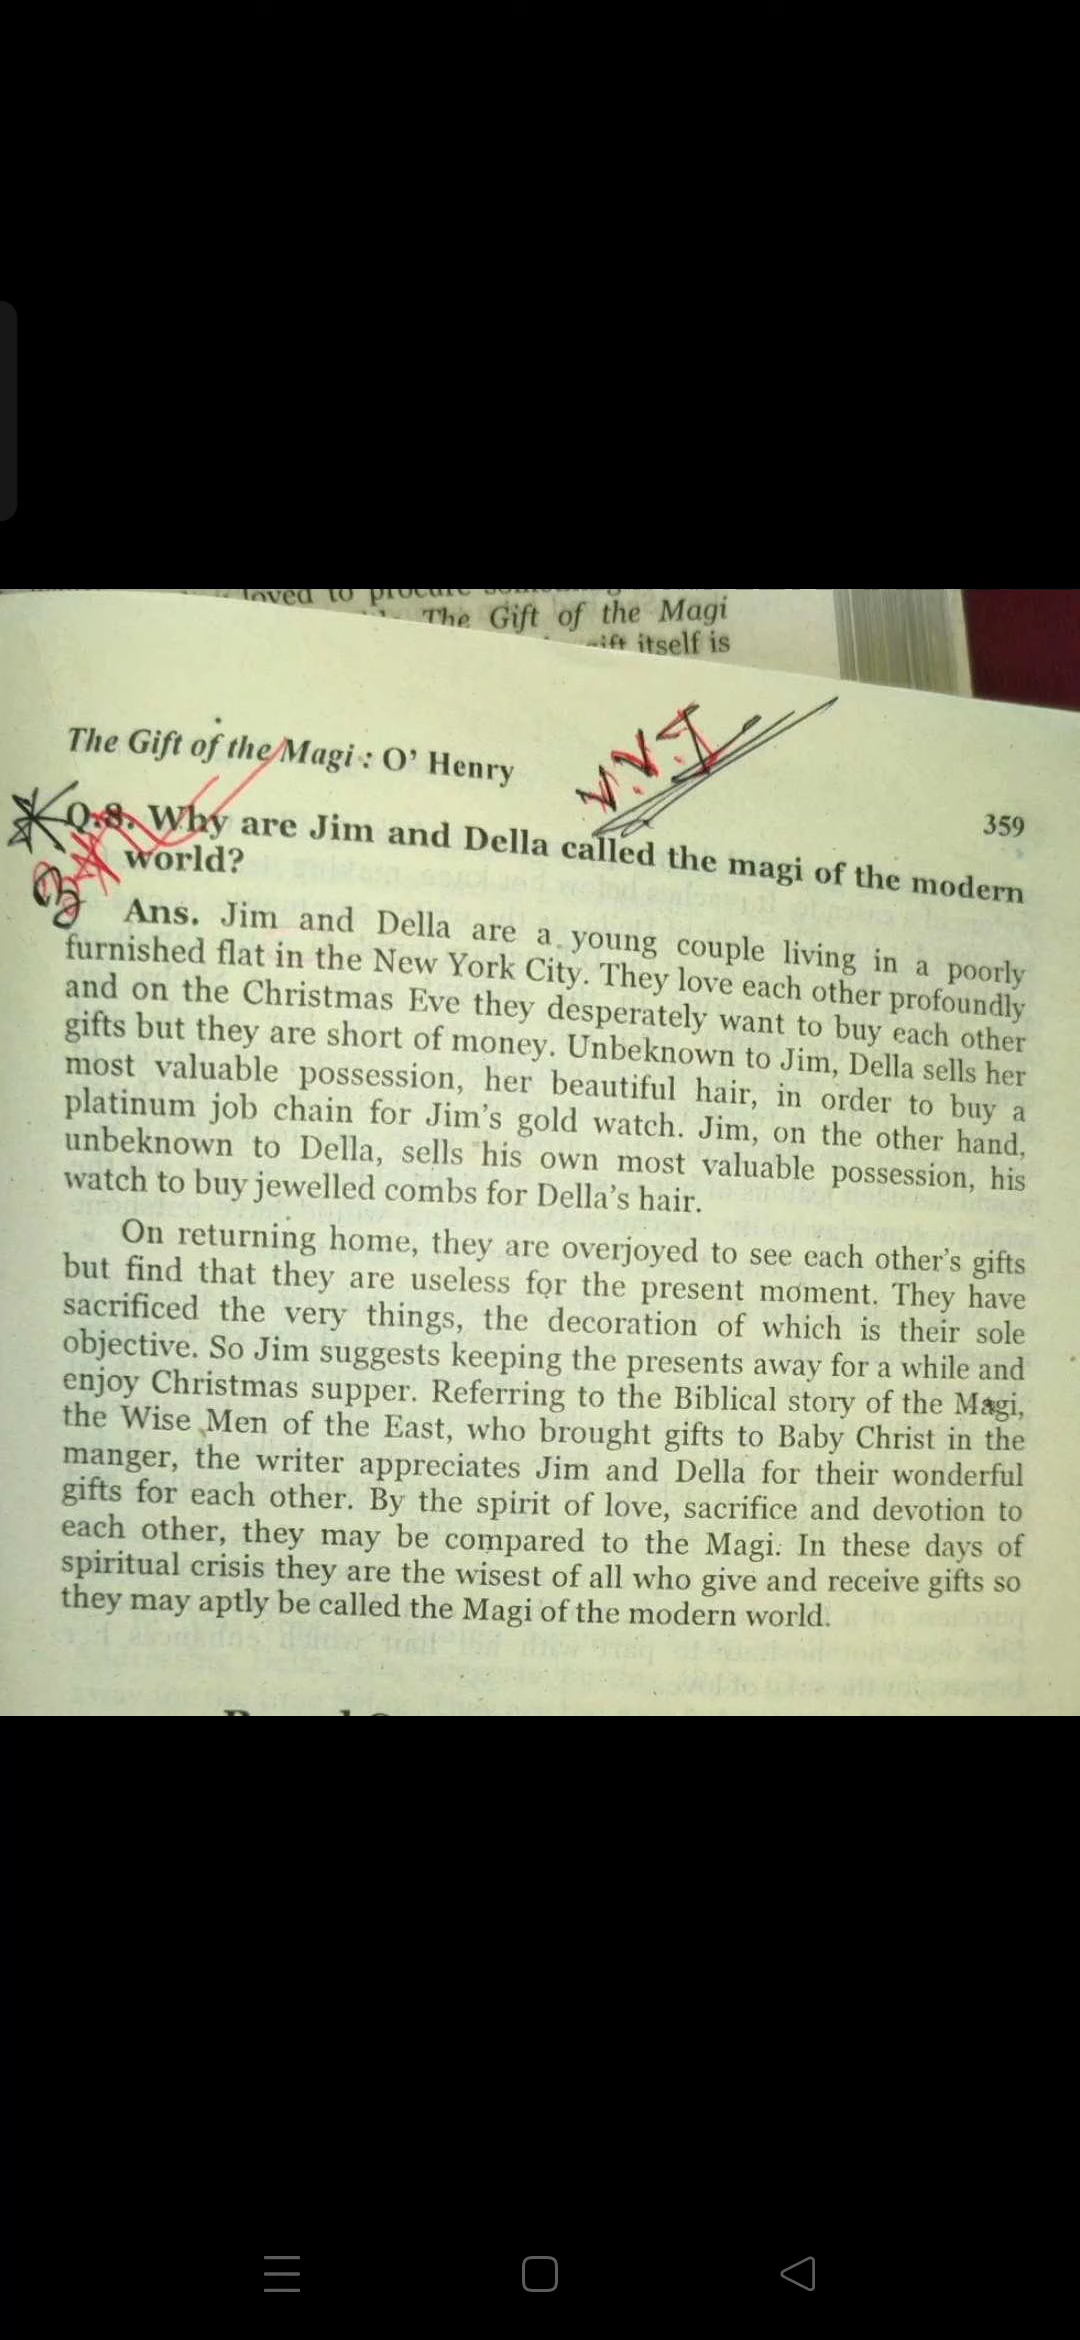 loved to procure
The Gift of the Magi
itself is
The Gift of the Magi : O' Henry
V.V.I
359
Q.8. Why are Jim and Della called the magi of the modern
world?
Ans. Jim and Della are a young couple living in a poorly
furnished flat in the New York City. They love each other profoundly
and on the Christmas Eve they desperately want to buy each other
gifts but they are short of money. Unbeknown to Jim, Della sells her
most valuable possession, her beautiful hair, in order to buy a
platinum job chain for Jim's gold watch. Jim, on the other hand,
unbeknown to Della, sells his own most valuable possession, his
watch to buy jewelled combs for Della's hair.
On returning home, they are overjoyed to see each other's gifts
but find that they are useless for the present moment. They have
sacrificed the very things, the decoration of which is their sole
objective. So Jim suggests keeping the presents away for a while and
enjoy Christmas supper. Referring to the Biblical story of the Magi,
the Wise Men of the East, who brought gifts to Baby Christ in the
manger, the writer appreciates Jim and Della for their wonderful
gifts for each other. By the spirit of love, sacrifice and devotion to
each other, they may be compared to the Magi. In these days of
spiritual crisis they are the wisest of all who give and receive gifts so
they may aptly be called the Magi of the modern world.